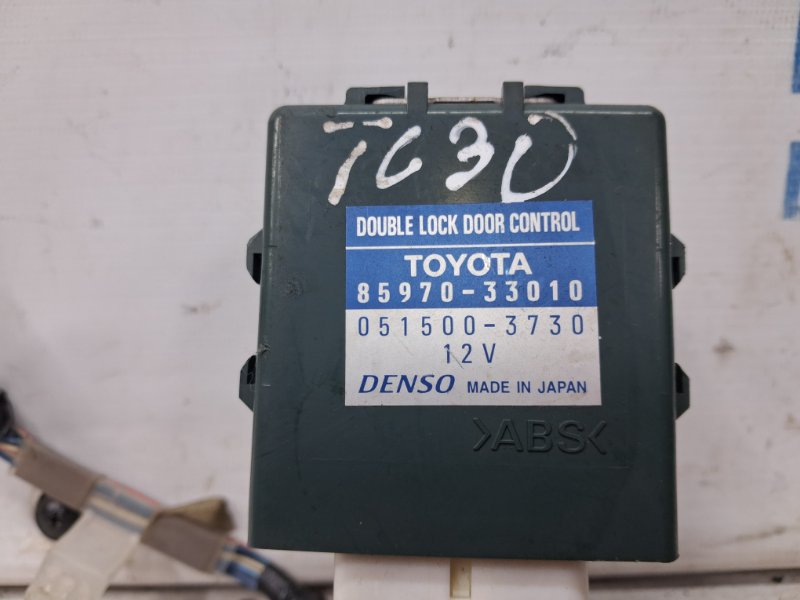 TC30
DOUBLE LOCK DOOR CONTROL
TOYOTA
85970-33010
051500-3730
12V
DENSO MADE IN JAPAN
>ABS<